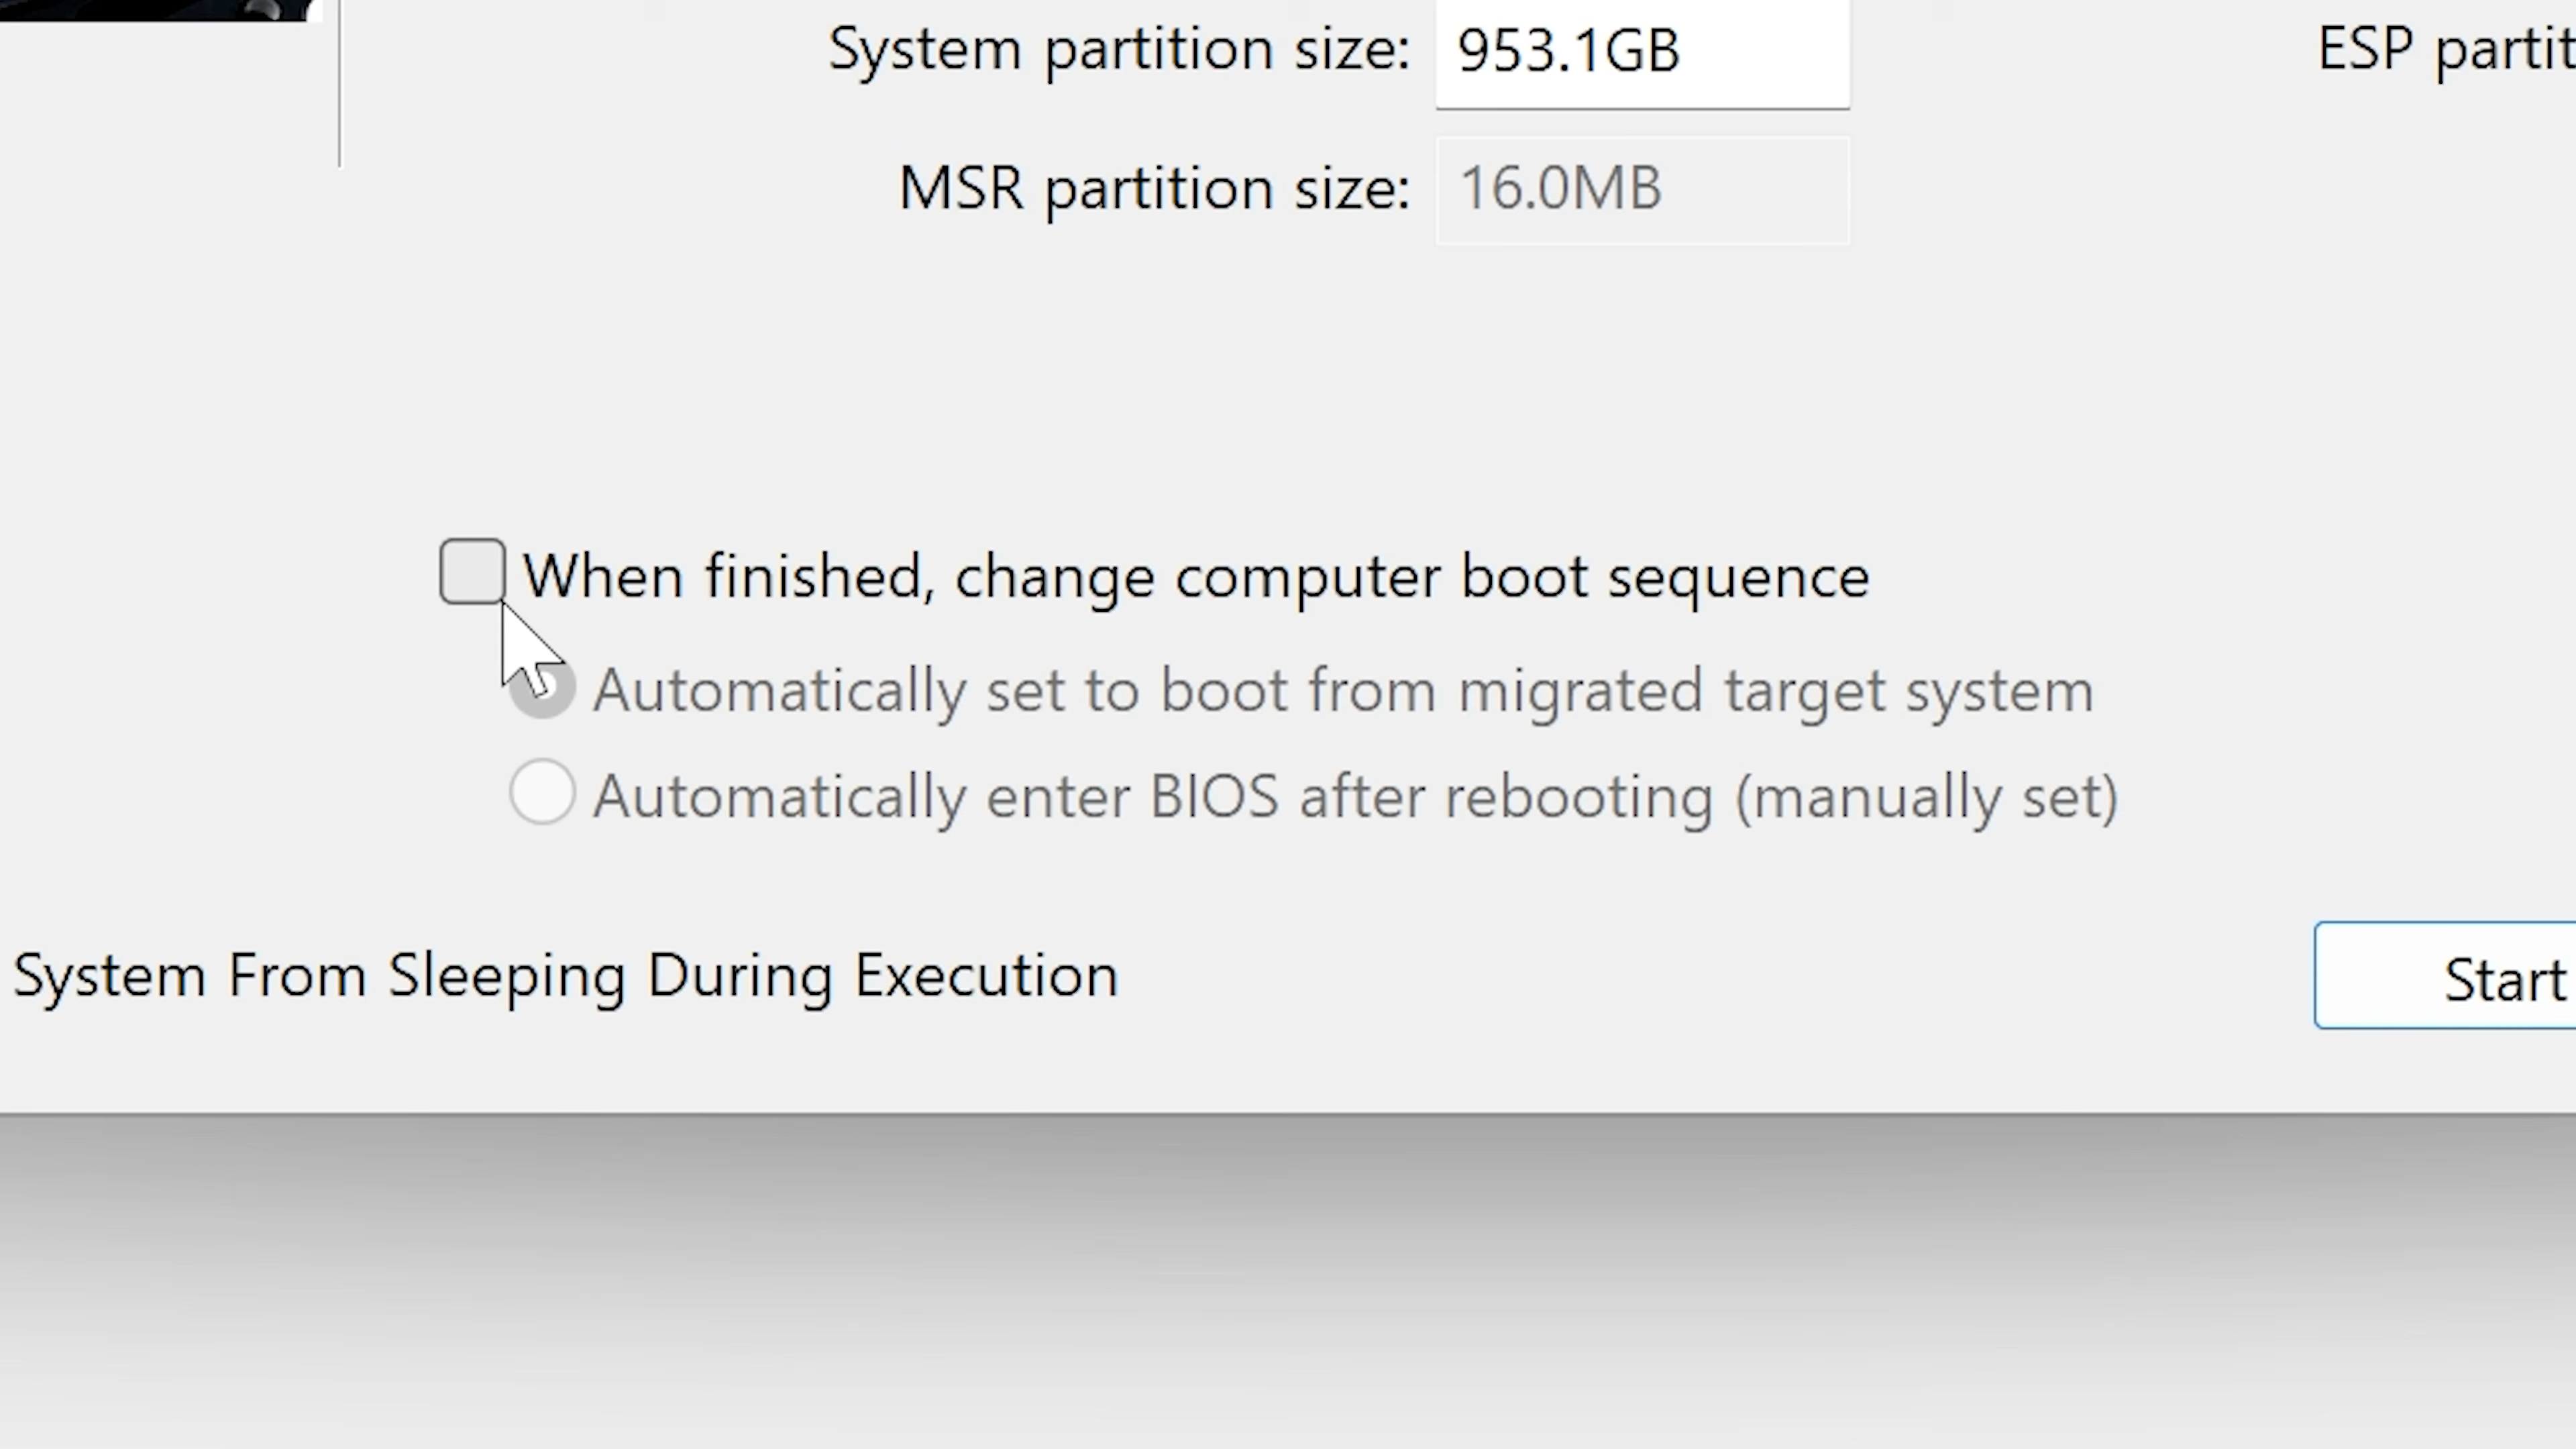 System partition size: 953.1GB ESP partit
MSR partition size: 16.0MB
When finished, change computer boot sequence
Automatically set to boot from migrated target system
Automatically enter BIOS after rebooting (manually set)
System From Sleeping During Execution Start